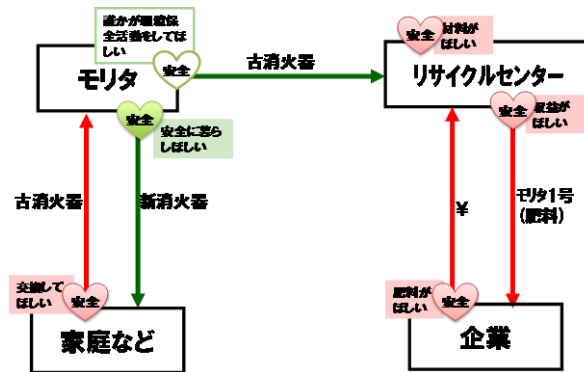 誰かが環境保
全活動をしてほ
しい
安全
モリタ
古消火器
材料が
ほしい
安全
リサイクルセンター
安全
安全に暮ら
しほしい
安全
収益が
ほしい
古消火器
新消火器
¥
モリタ1号
(肥料)
交換して
ほしい
安全
家庭など
肥料が
ほしい
安全
企業